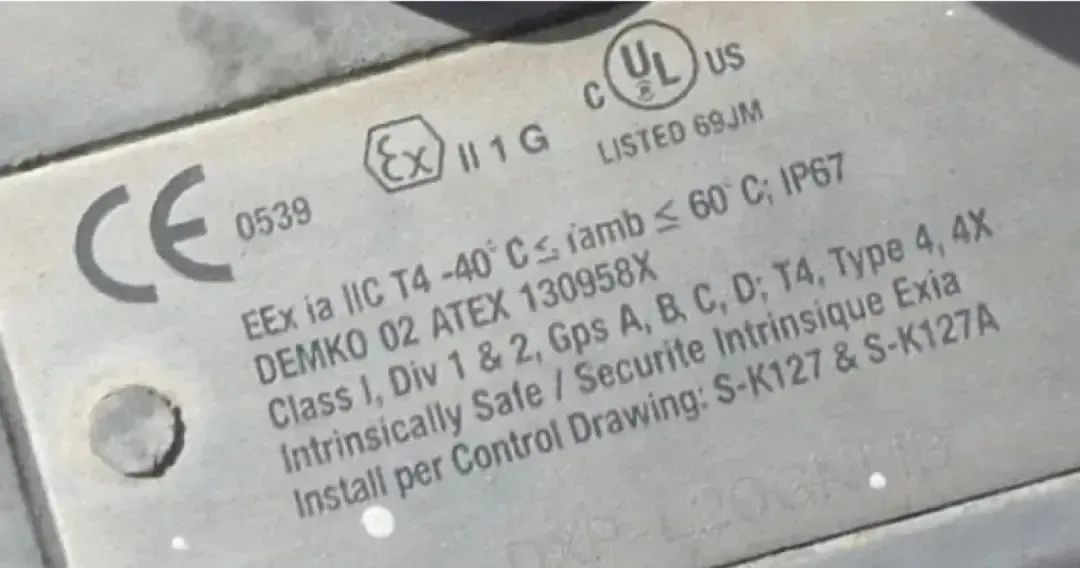 C UL US
® 
LISTED 69JM
CE 0539 Ex II 1 G
EEx ia IIC T4 -40°C ≤ Tamb ≤ 60°C; IP67
DEMKO 02 ATEX 130958X
Class I, Div 1 & 2, Gps A, B, C, D; T4, Type 4, 4X
Intrinsically Safe / Securite Intrinsique Exia
Install per Control Drawing: S-K127 & S-K127A